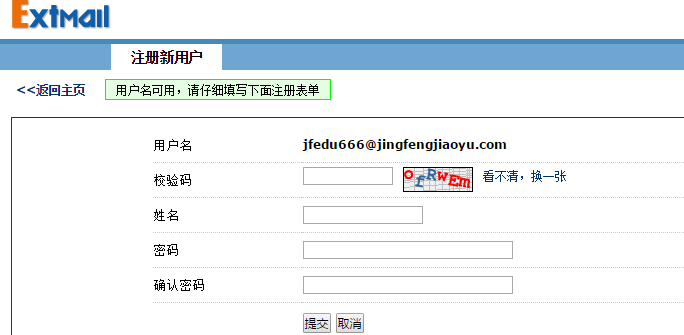 ExtMail
注册新用户
<<返回主页 用户名可用，请仔细填写下面注册表单
用户名 jfedu666@jingfengjiaoyu.com
校验码 OfRWEm 看不清，换一张
姓名
密码
确认密码
提交 取消